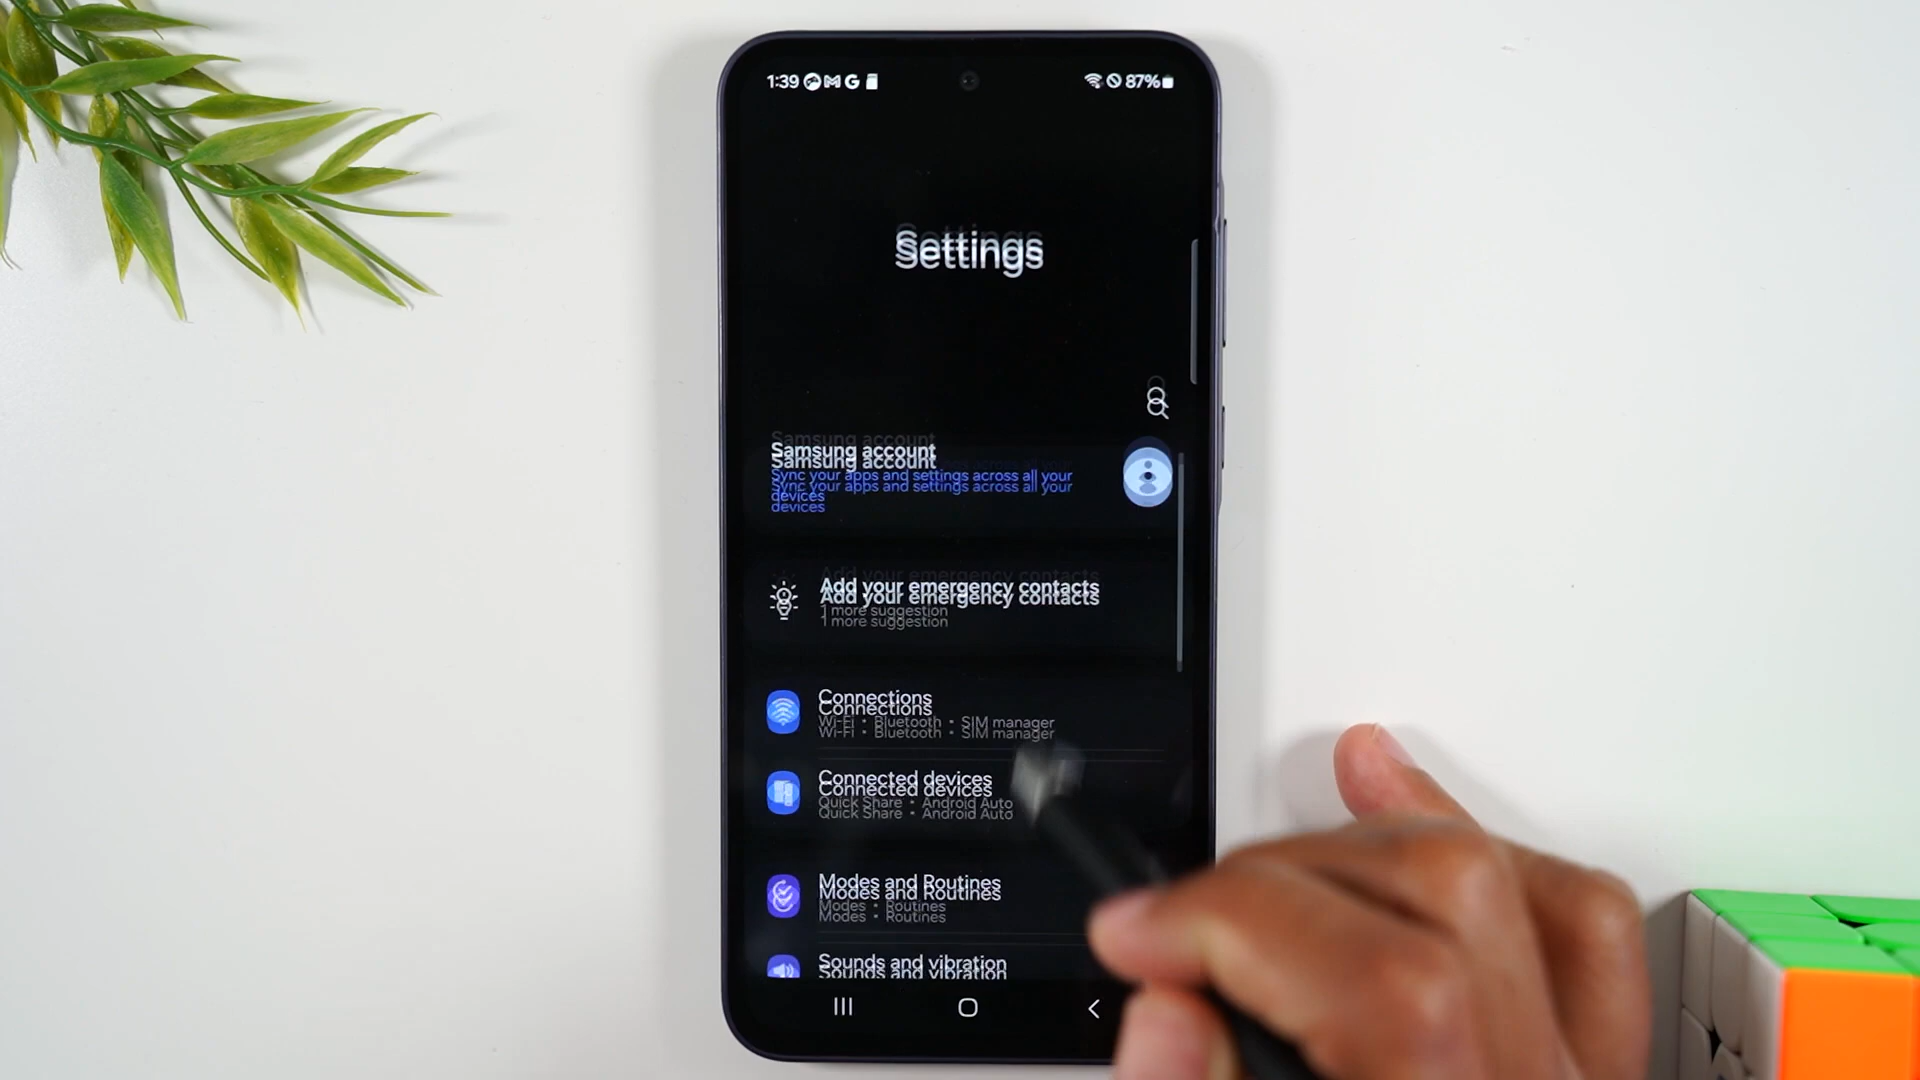 1:39
87%
Settings
Samsung account
Sync your apps and settings across all your
devices
Add your emergency contacts
1 more suggestion
Connections
Wi-Fi • Bluetooth • SIM manager
Connected devices
Quick Share • Android Auto
Modes and Routines
Modes • Routines
Sounds and vibration